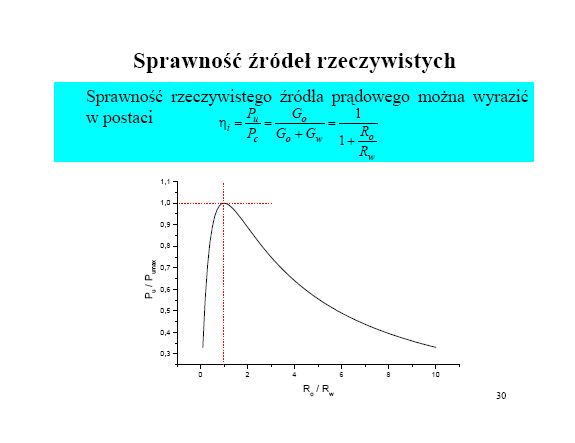 Sprawność źródeł rzeczywistych
Sprawność rzeczywistego źródła prądowego można wyrazić
w postaci η_I = P_u / P_c = G_o / (G_o + G_w) = 1 / (1 + R_o / R_w)
1,1
1,0
0,9
0,8
0,7
0,6
0,5
0,4
0,3
P_u / P_umax
0 2 4 6 8 10
R_o / R_w
30